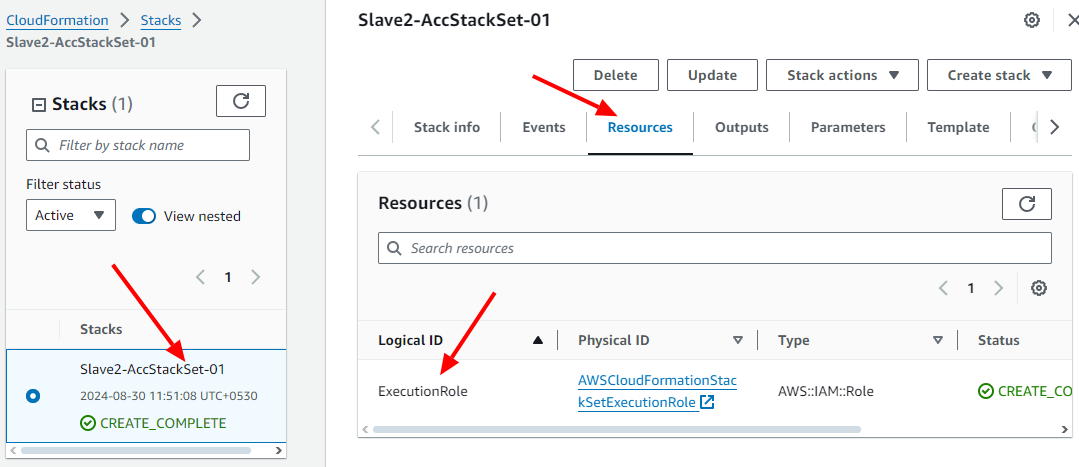 CloudFormation > Stacks >
Slave2-AccStackSet-01
Stacks (1)
Filter by stack name
Filter status
Active
View nested
1
Stacks
Slave2-AccStackSet-01
2024-08-30 11:51:08 UTC+0530
CREATE_COMPLETE
Slave2-AccStackSet-01
Delete
Update
Stack actions
Create stack
Stack info
Events
Resources
Outputs
Parameters
Template
Resources (1)
Search resources
1
Logical ID
Physical ID
Type
Status
ExecutionRole
AWSCloudFormationStac
kSetExecutionRole
AWS::IAM::Role
CREATE_CO